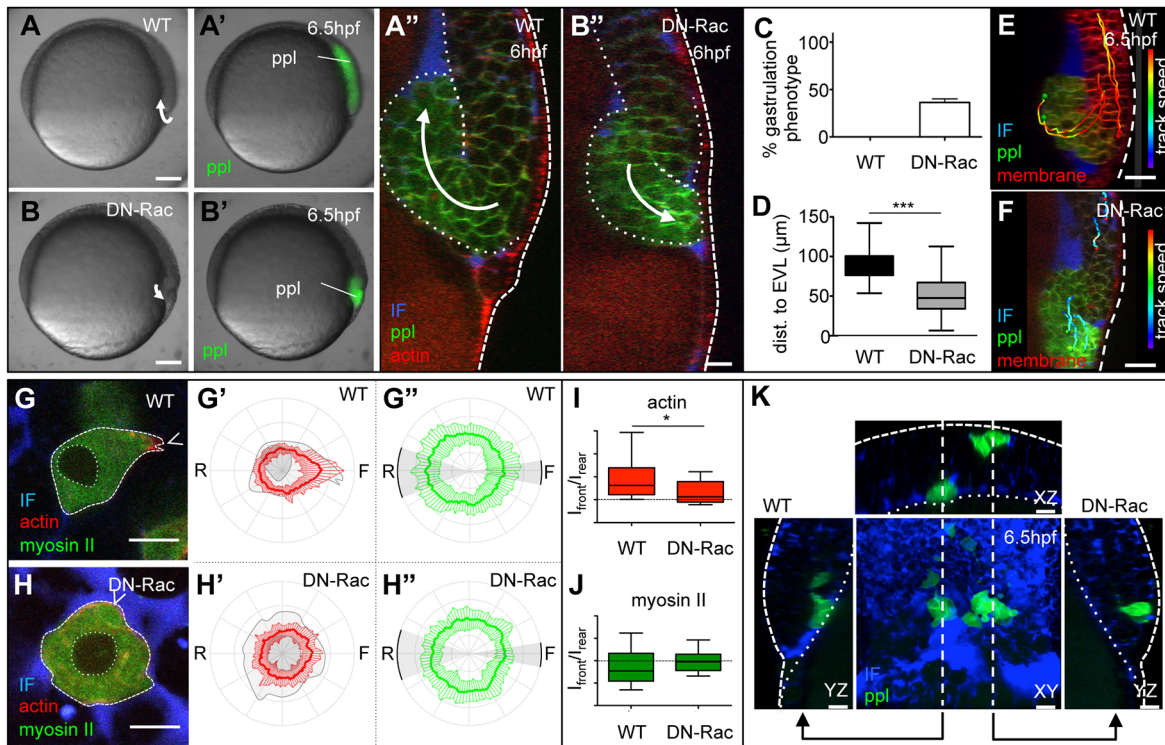 A
WT
A'
6.5hpf
ppl
ppl
B
DN-Rac
B'
6.5hpf
ppl
ppl
A"
WT
6hpf
IF
ppl
actin
B"
DN-Rac
6hpf
C
% gastrulation
phenotype
100
50
0
WT
DN-Rac
D
dist. to EVL (µm)
150
100
50
0
***
WT
DN-Rac
E
WT
6.5hpf
IF
ppl
membrane
track speed
F
DN-Rac
IF
ppl
membrane
track speed
G
WT
IF
actin
myosin II
G'
WT
R
F
G"
WT
R
F
H
DN-Rac
IF
actin
myosin II
H'
DN-Rac
R
F
H"
DN-Rac
R
F
I
actin
*
Ifront/Irear
WT
DN-Rac
J
myosin II
Ifront/Irear
WT
DN-Rac
K
XZ
WT
DN-Rac
6.5hpf
IF
ppl
YZ
XY
YZ